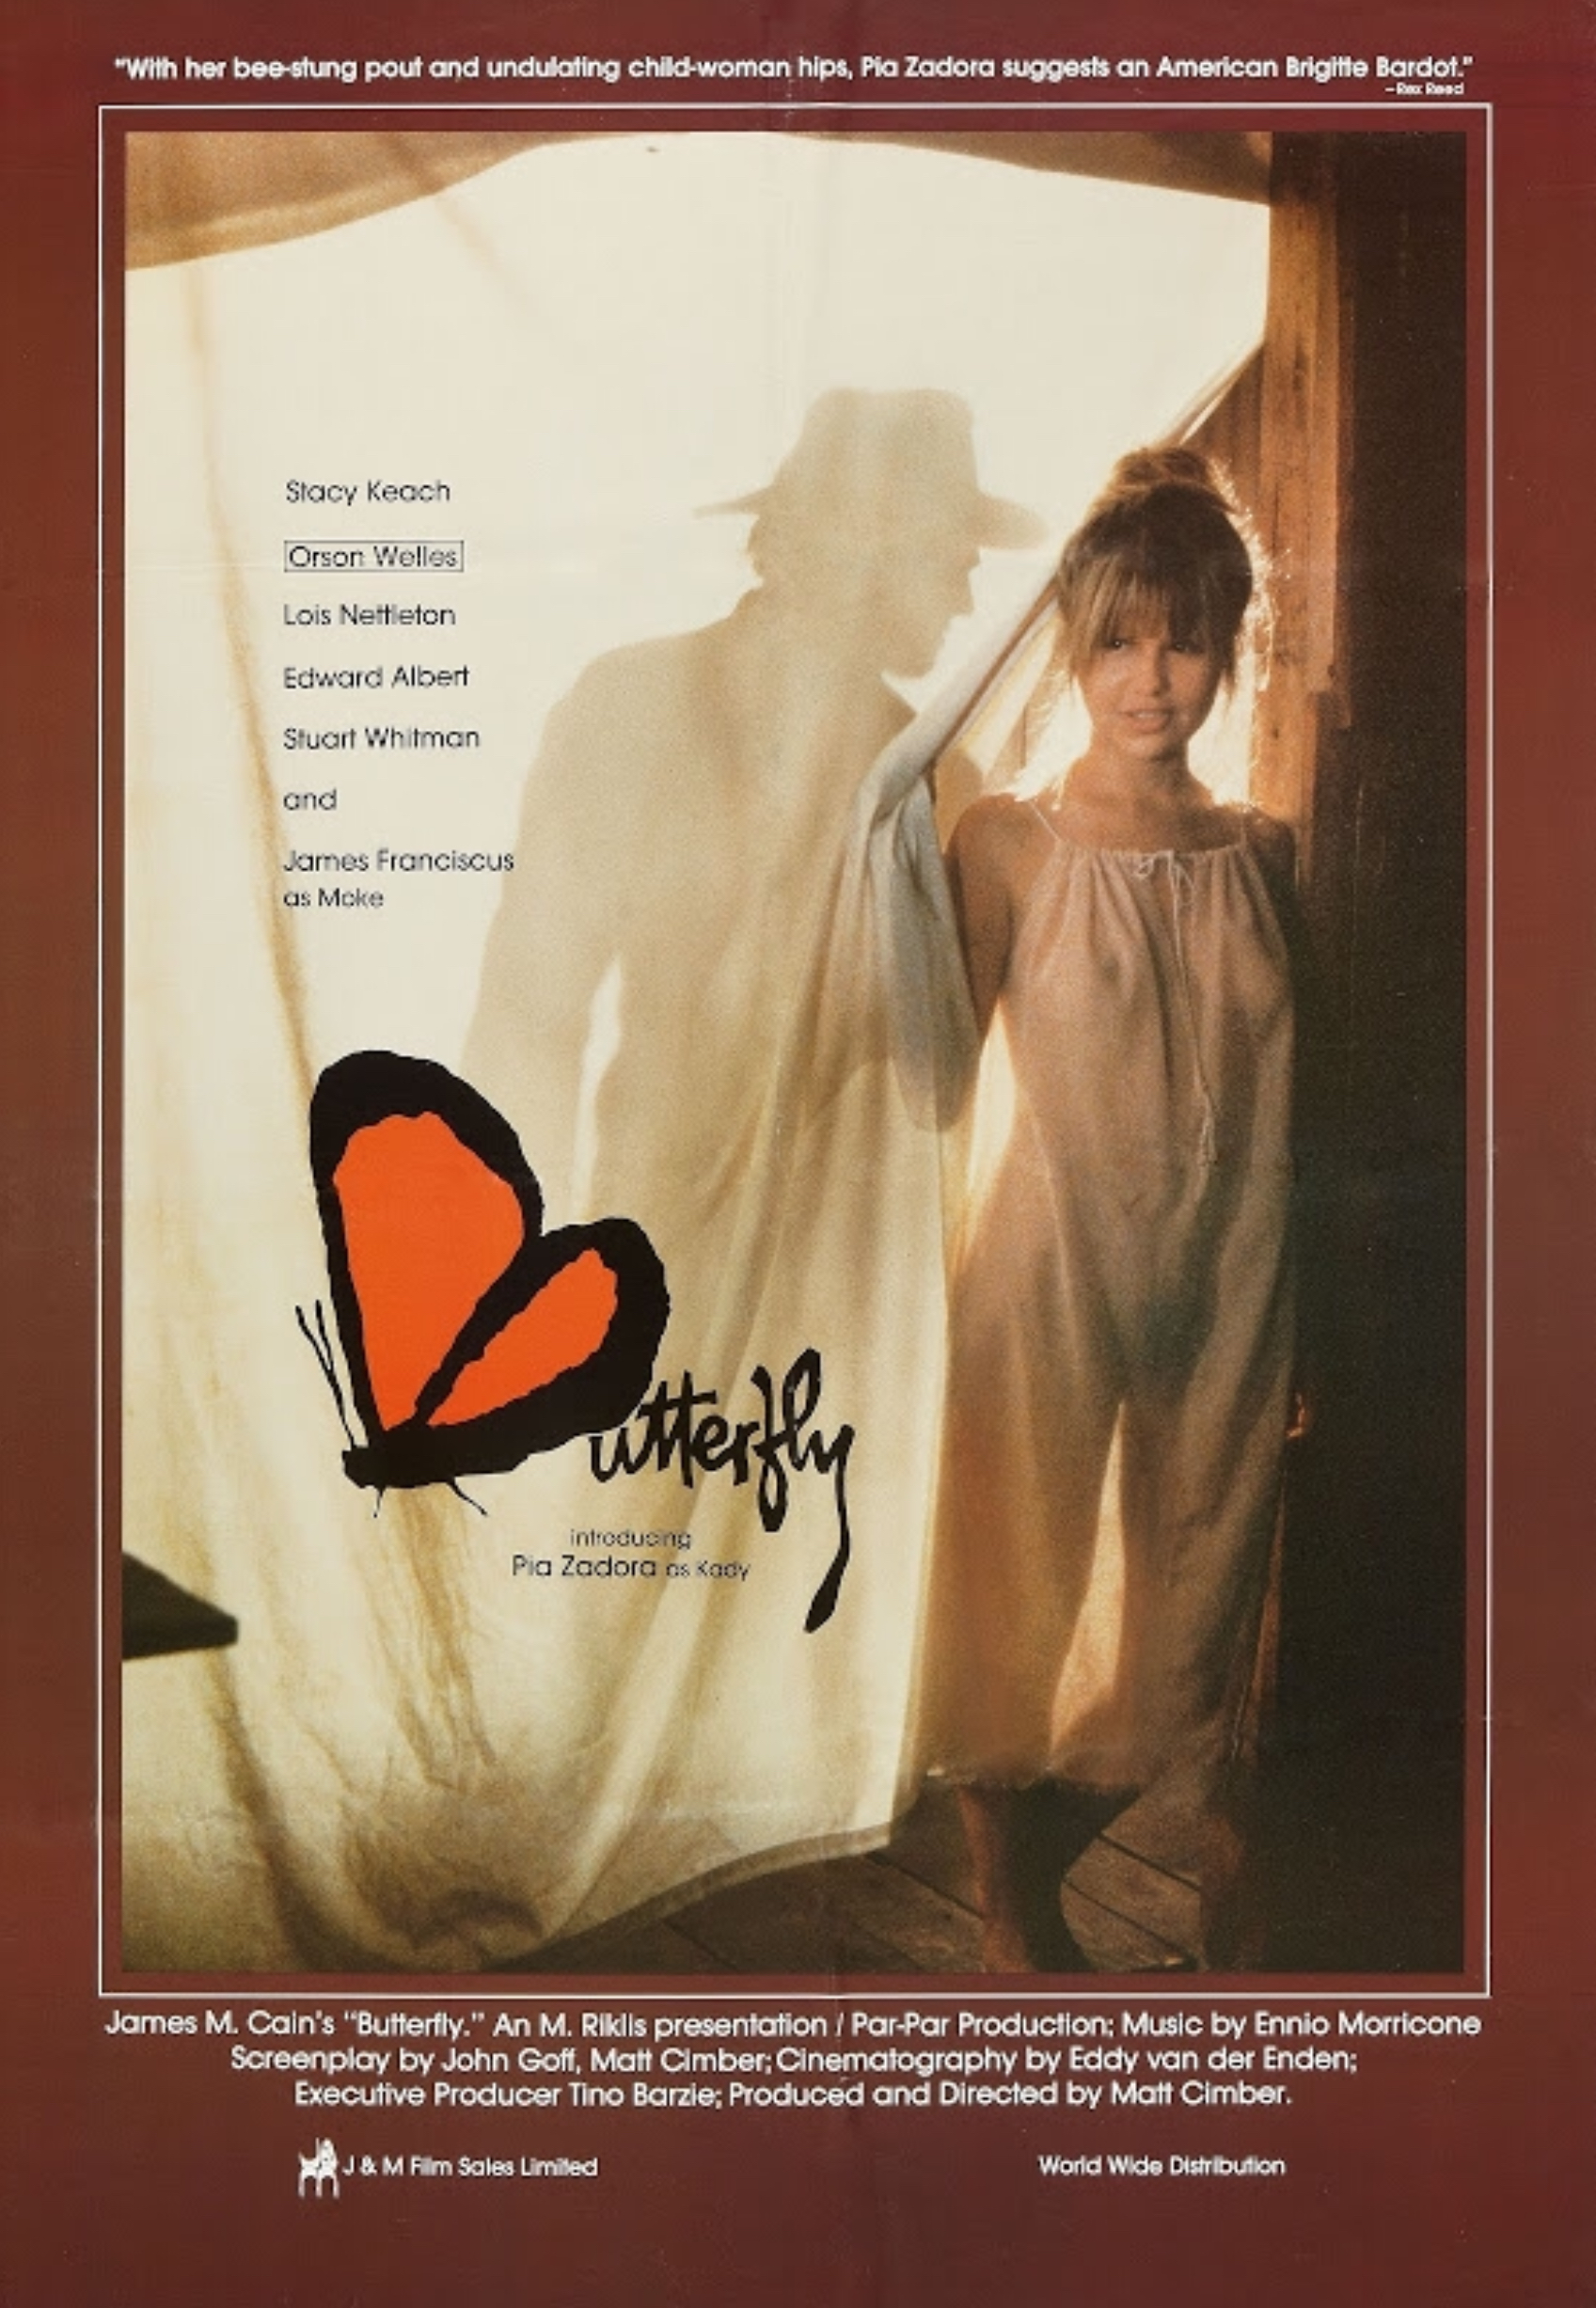 "With her bee-stung pout and undulating child-woman hips, Pia Zadora suggests an American Brigitte Bardot."
–Rex Reed
Stacy Keach
Orson Welles
Lois Nettleton
Edward Albert
Stuart Whitman
and
James Franciscus
as Moke
Butterfly
introducing
Pia Zadora as Kady
James M. Cain's "Butterfly." An M. Riklis presentation / Par-Par Production; Music by Ennio Morricone
Screenplay by John Goff, Matt Cimber; Cinematography by Eddy van der Enden;
Executive Producer Tino Barzie; Produced and Directed by Matt Cimber.
J & M Film Sales Limited
World Wide Distribution